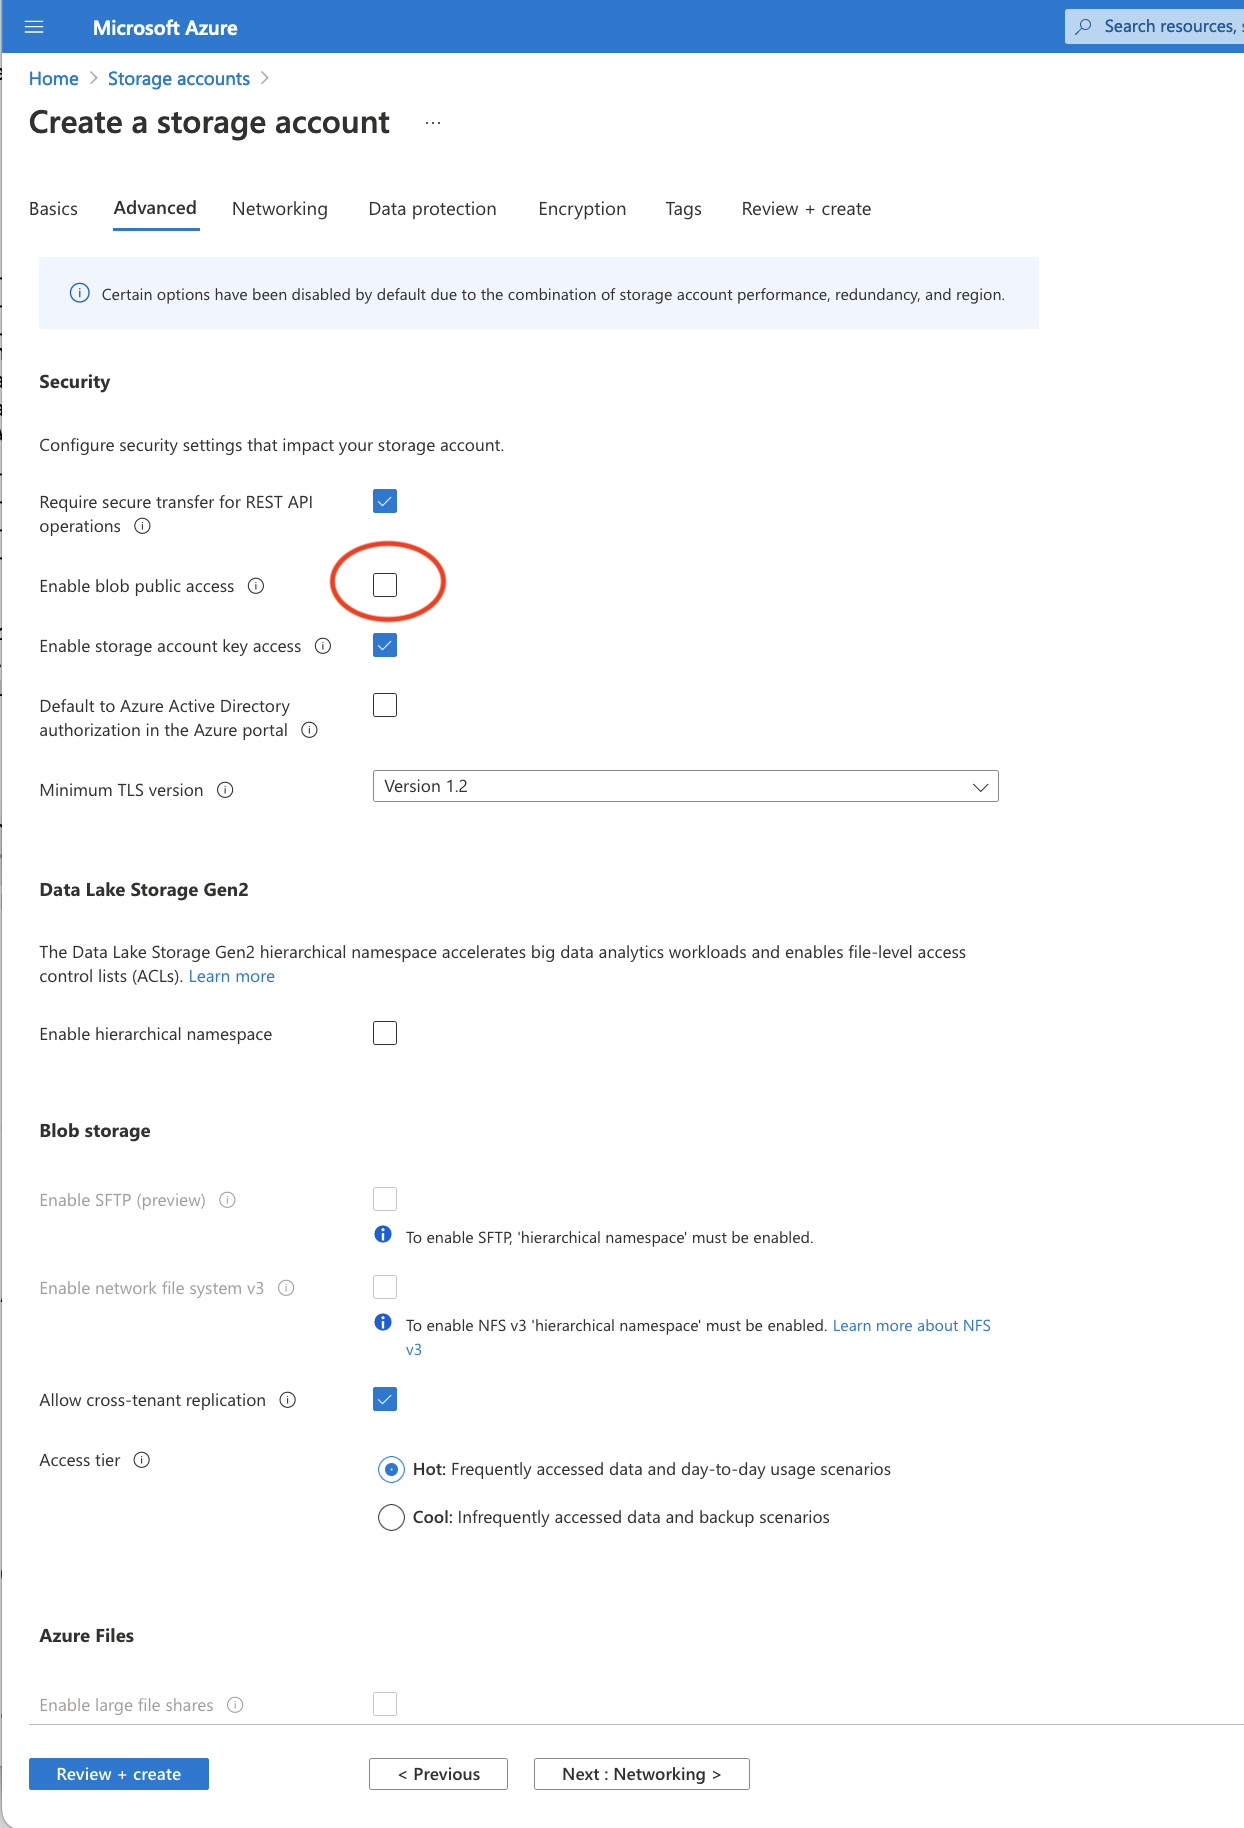 Microsoft Azure
Search resources,
Home > Storage accounts >
Create a storage account ...
Basics Advanced Networking Data protection Encryption Tags Review + create
Certain options have been disabled by default due to the combination of storage account performance, redundancy, and region.
Security
Configure security settings that impact your storage account.
Require secure transfer for REST API
operations
Enable blob public access
Enable storage account key access
Default to Azure Active Directory
authorization in the Azure portal
Minimum TLS version
Version 1.2
Data Lake Storage Gen2
The Data Lake Storage Gen2 hierarchical namespace accelerates big data analytics workloads and enables file-level access
control lists (ACLs). Learn more
Enable hierarchical namespace
Blob storage
Enable SFTP (preview)
To enable SFTP, 'hierarchical namespace' must be enabled.
Enable network file system v3
To enable NFS v3 'hierarchical namespace' must be enabled. Learn more about NFS
v3
Allow cross-tenant replication
Access tier
Hot: Frequently accessed data and day-to-day usage scenarios
Cool: Infrequently accessed data and backup scenarios
Azure Files
Enable large file shares
Review + create
< Previous
Next : Networking >